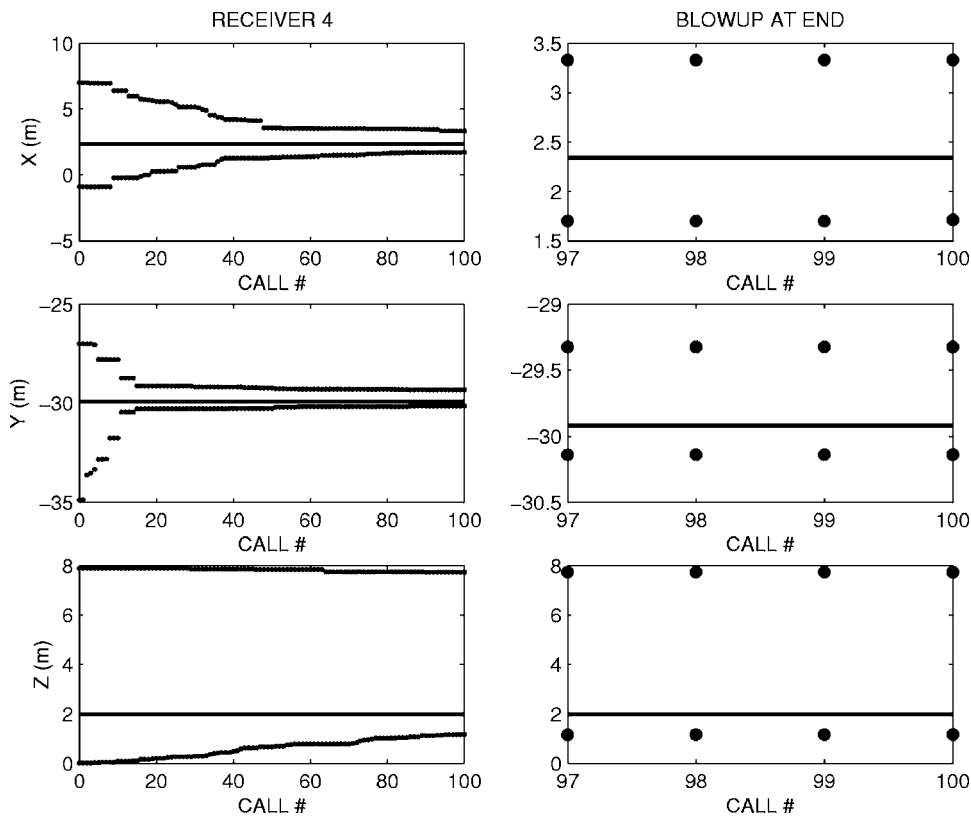 RECEIVER 4
BLOWUP AT END
X (m)
10
5
0
−5
0 20 40 60 80 100
CALL #
3.5
3
2.5
2
1.5
97 98 99 100
CALL #
Y (m)
−25
−30
−35
0 20 40 60 80 100
CALL #
−29
−29.5
−30
−30.5
97 98 99 100
CALL #
Z (m)
8
6
4
2
0
0 20 40 60 80 100
CALL #
8
6
4
2
0
97 98 99 100
CALL #